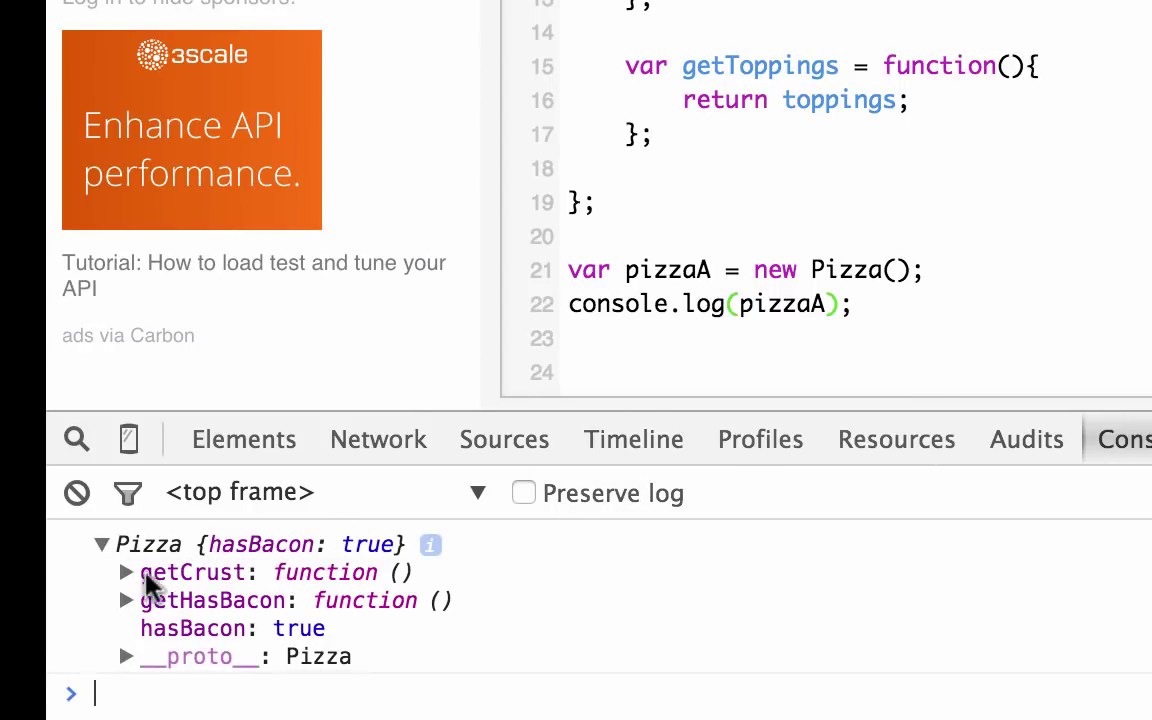 Log in to hide sponsors.
3scale
Enhance API
performance.
Tutorial: How to load test and tune your
API
ads via Carbon
13 };
14
15 var getToppings = function(){
16 return toppings;
17 };
18
19 };
20
21 var pizzaA = new Pizza();
22 console.log(pizzaA);
23
24
Elements Network Sources Timeline Profiles Resources Audits Cons
<top frame> ▼ Preserve log
▼ Pizza {hasBacon: true} i
▶ getCrust: function ()
▶ getHasBacon: function ()
hasBacon: true
▶ __proto__: Pizza
>